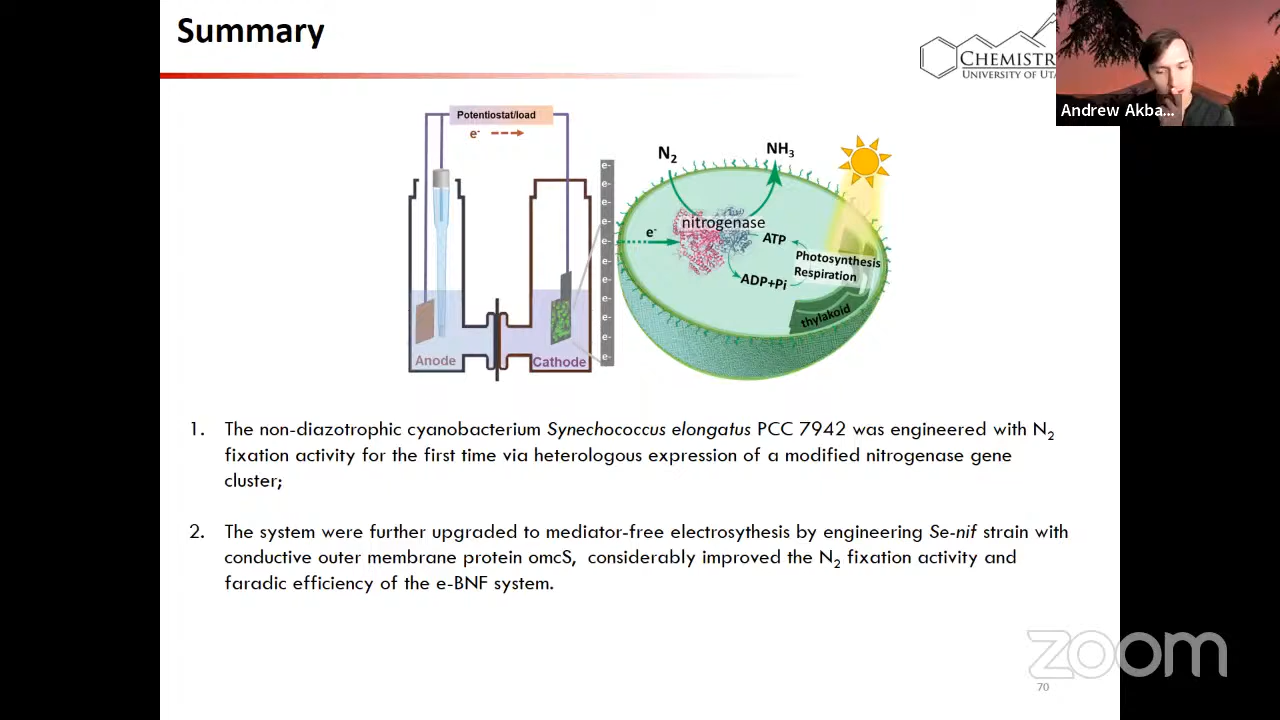 Summary
CHEMISTR
UNIVERSITY OF UTA
Andrew Akba...
Potentiostat/load
e- 
N2
NH3
e-
e-
e-
e-
e-
e-
e-
e-
e-
e-
e-
nitrogenase
e-
ATP
Photosynthesis
Respiration
ADP+Pi
thylakoid
Anode
Cathode
1. The non-diazotrophic cyanobacterium Synechococcus elongatus PCC 7942 was engineered with N2
fixation activity for the first time via heterologous expression of a modified nitrogenase gene
cluster;
2. The system were further upgraded to mediator-free electrosythesis by engineering Se-nif strain with
conductive outer membrane protein omcS, considerably improved the N2 fixation activity and
faradic efficiency of the e-BNF system.
zoom
70